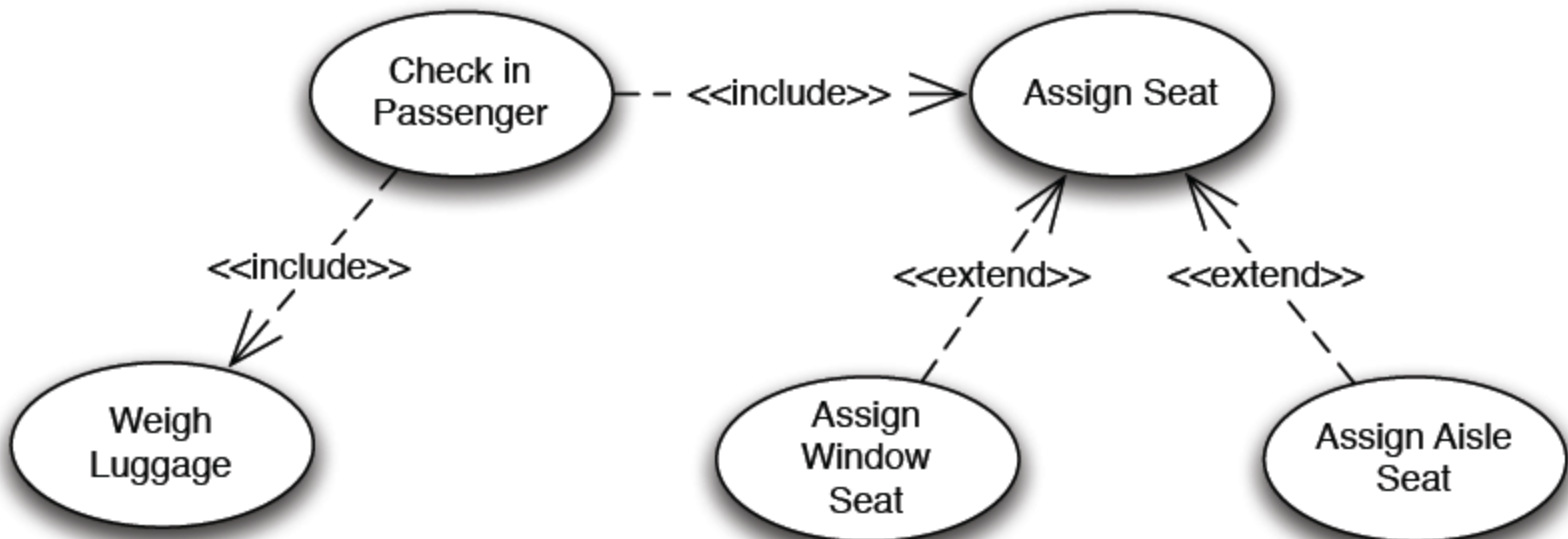 Check in
Passenger
<<include>>
Assign Seat
<<include>>
<<extend>>
<<extend>>
Weigh
Luggage
Assign
Window
Seat
Assign Aisle
Seat